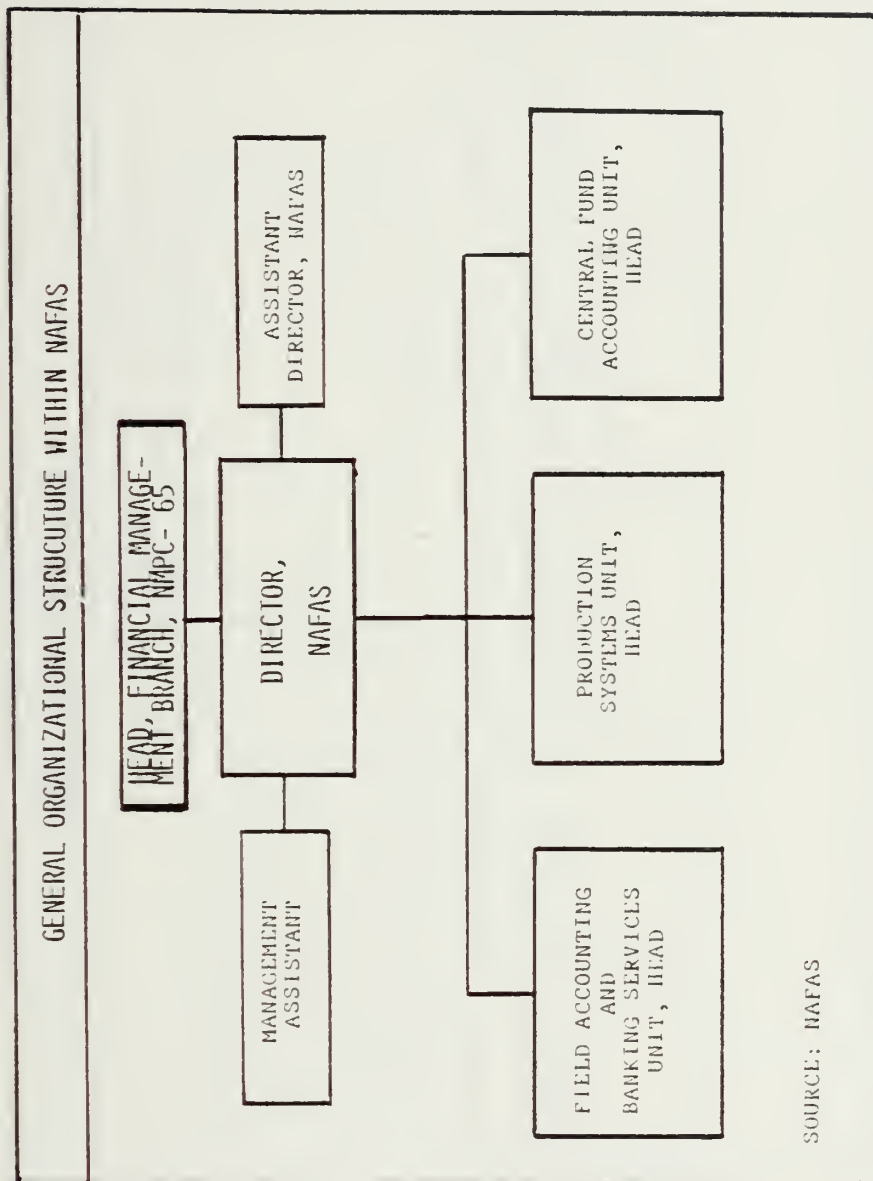 GENERAL ORGANIZATIONAL STRUCUTURE WITHIN NAFAS
HEAD, FINANCIAL MANAGE-
MENT BRANCH, NMPC- 65
MANAGEMENT
ASSISTANT
DIRECTOR,
NAFAS
ASSISTANT
DIRECTOR, NAFAS
FIELD ACCOUNTING
AND
BANKING SERVICES
UNIT, HEAD
PRODUCTION
SYSTEMS UNIT,
HEAD
CENTRAL FUND
ACCOUNTING UNIT,
HEAD
SOURCE: NAFAS